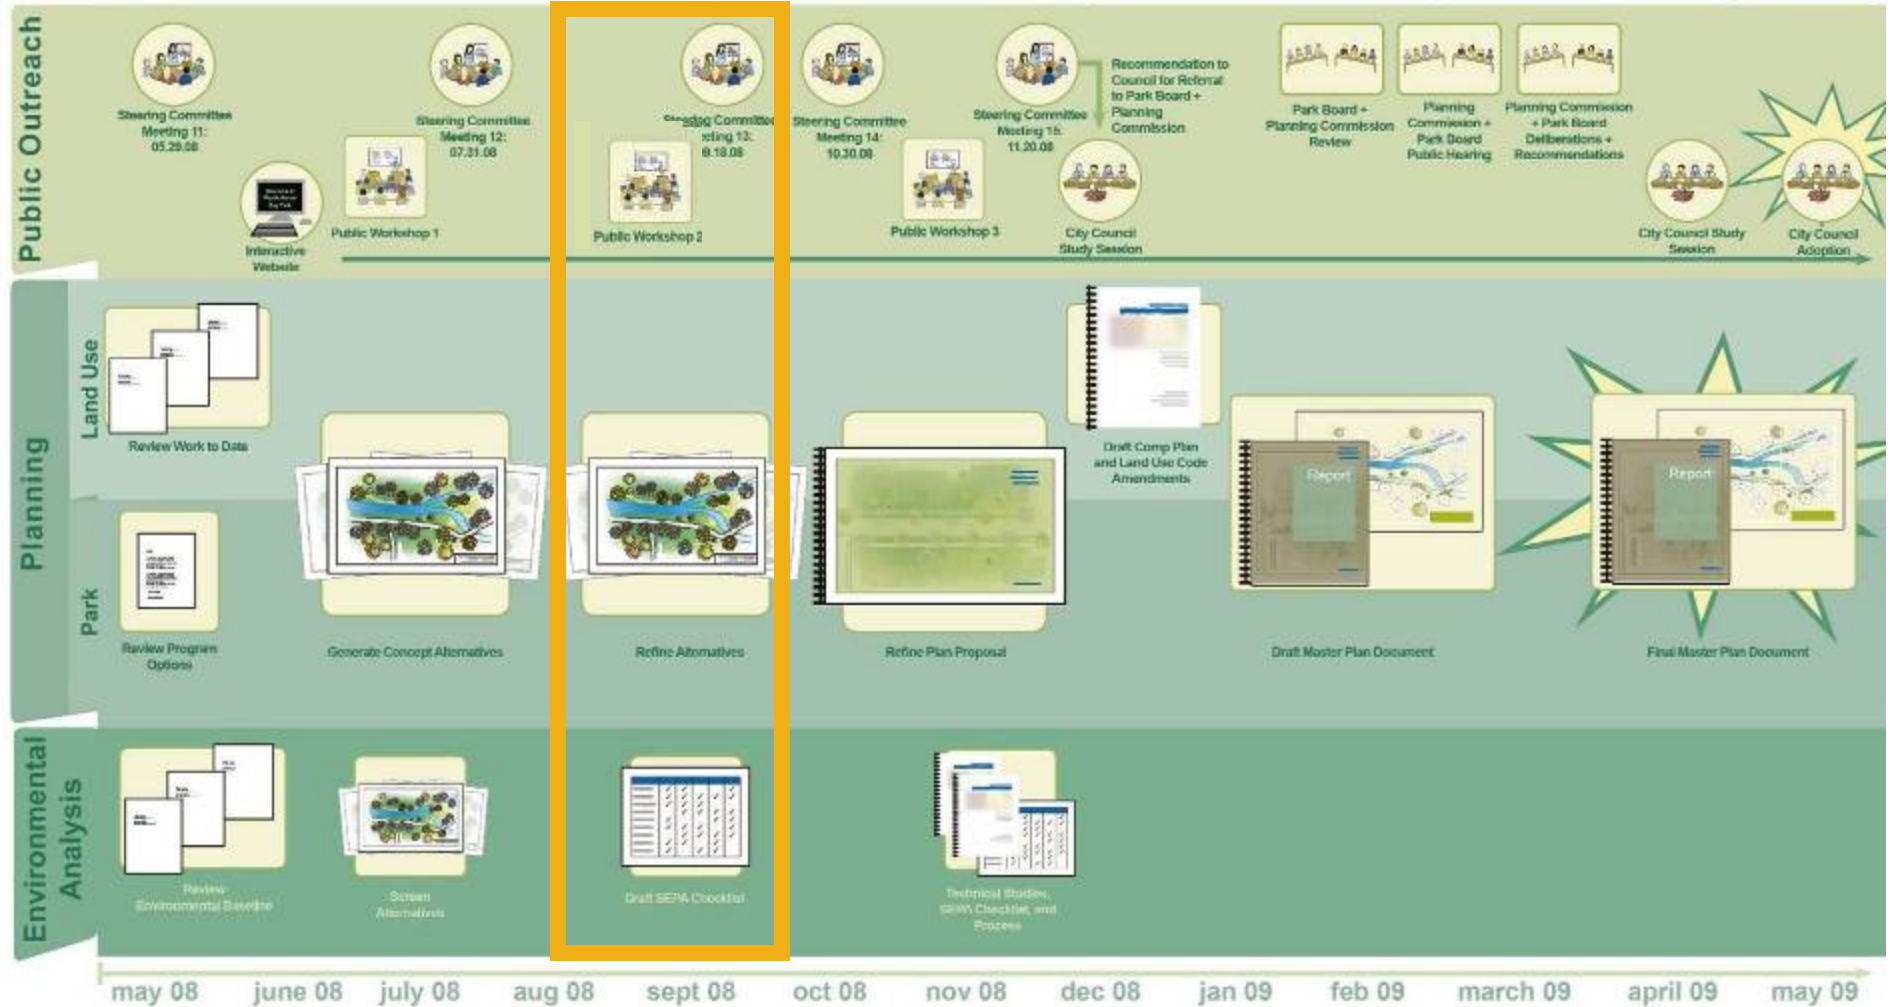 Public Outreach
Steering Committee
Meeting 11:
05.29.08
Interactive
Website
Public Workshop 1
Steering Committee
Meeting 12:
07.31.08
Public Workshop 2
Committee
13:
.18.08
Steering Committee
Meeting 14:
10.30.08
Public Workshop 3
Steering Committee
Meeting 15:
11.20.08
Recommendation to
Council for Referral
to Park Board +
Planning
Commission
City Council
Study Session
Park Board +
Planning Commission
Review
Planning
Commission +
Park Board
Public Hearing
Planning Commission
+ Park Board
Deliberations +
Recommendations
City Council Study
Session
City Council
Adoption
Planning
Land Use
Review Work to Date
Draft Comp Plan
and Land Use Code
Amendments
Report
Report
Park
Review Program
Options
Generate Concept Alternatives
Refine Alternatives
Refine Plan Proposal
Draft Master Plan Document
Final Master Plan Document
Environmental
Analysis
Review
Environmental Baseline
Screen
Alternatives
Draft SEPA Checklist
Technical Studies,
SEPA Checklist, and
Process
may 08
june 08
july 08
aug 08
sept 08
oct 08
nov 08
dec 08
jan 09
feb 09
march 09
april 09
may 09